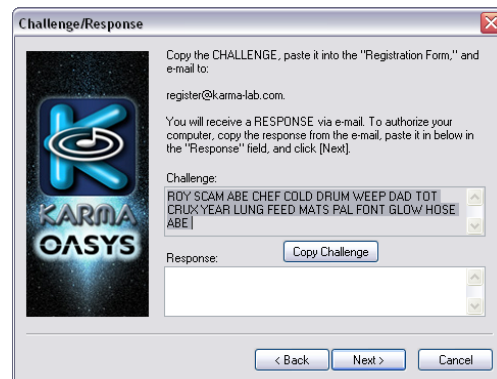 Challenge/Response
Copy the CHALLENGE, paste it into the "Registration Form," and
e-mail to:
register@karma-lab.com.
You will receive a RESPONSE via e-mail. To authorize your
computer, copy the response from the e-mail, paste it in below in
the "Response" field, and click [Next].
Challenge:
ROY SCAM ABE CHEF COLD DRUM WEEP DAD TOT
CRUX YEAR LUNG FEED MATS PAL FONT GLOW HOSE
ABE
KARMA
OASYS
Response:
Copy Challenge
< Back
Next >
Cancel